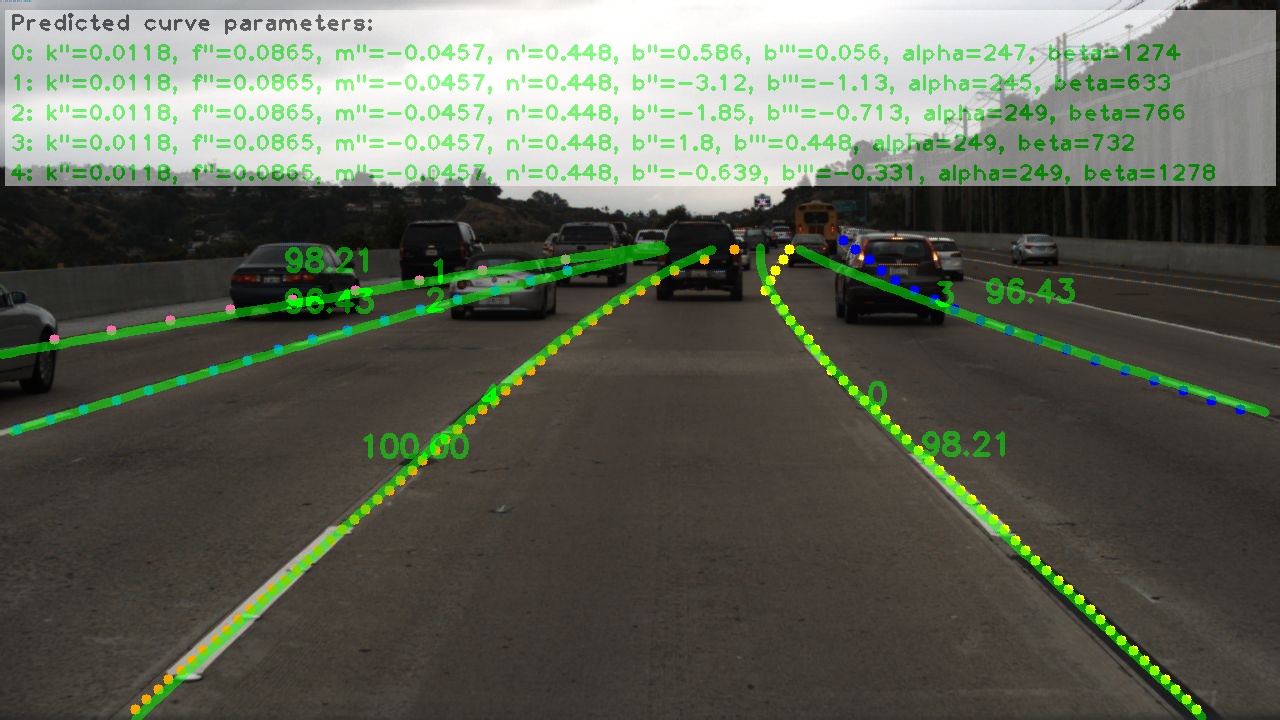 Predicted curve parameters:
0: k''=0.0118, f''=0.0865, m''=-0.0457, n'=0.448, b''=0.586, b'''=0.056, alpha=247, beta=1274
1: k''=0.0118, f''=0.0865, m''=-0.0457, n'=0.448, b''=-3.12, b'''=-1.13, alpha=245, beta=633
2: k''=0.0118, f''=0.0865, m''=-0.0457, n'=0.448, b''=-1.85, b'''=-0.713, alpha=249, beta=766
3: k''=0.0118, f''=0.0865, m''=-0.0457, n'=0.448, b''=1.8, b'''=0.448, alpha=249, beta=732
4: k''=0.0118, f''=0.0865, m''=-0.0457, n'=0.448, b''=-0.639, b'''=-0.331, alpha=249, beta=1278
98.21
1
96.43
2
3 96.43
4
0
100.00
98.21